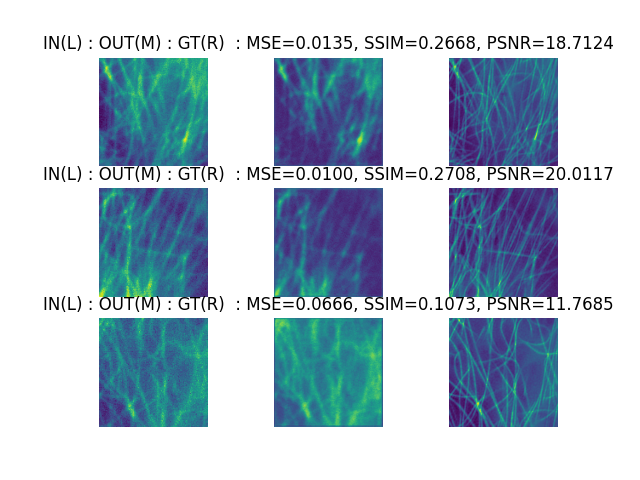 IN(L) : OUT(M) : GT(R)  : MSE=0.0135, SSIM=0.2668, PSNR=18.7124
IN(L) : OUT(M) : GT(R)  : MSE=0.0100, SSIM=0.2708, PSNR=20.0117
IN(L) : OUT(M) : GT(R)  : MSE=0.0666, SSIM=0.1073, PSNR=11.7685